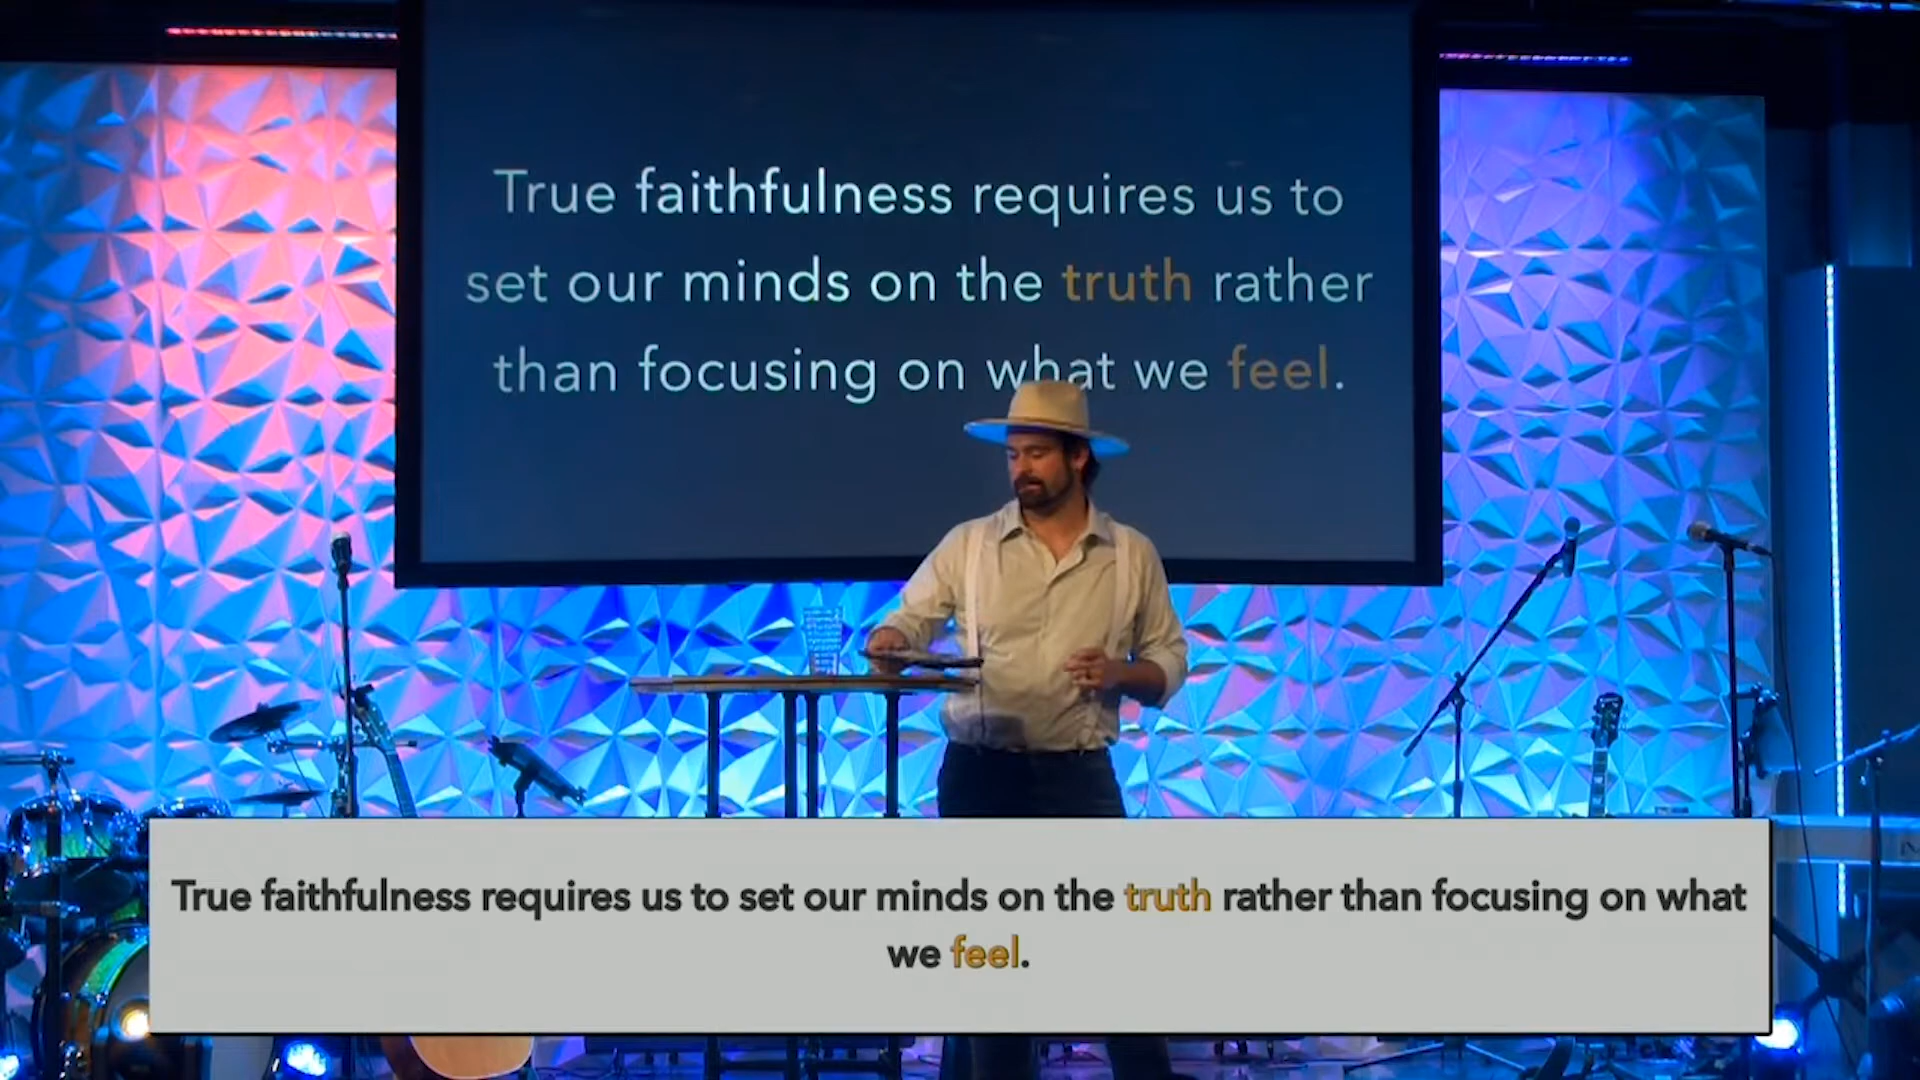 True faithfulness requires us to
set our minds on the truth rather
than focusing on what we feel.
True faithfulness requires us to set our minds on the truth rather than focusing on what
we feel.